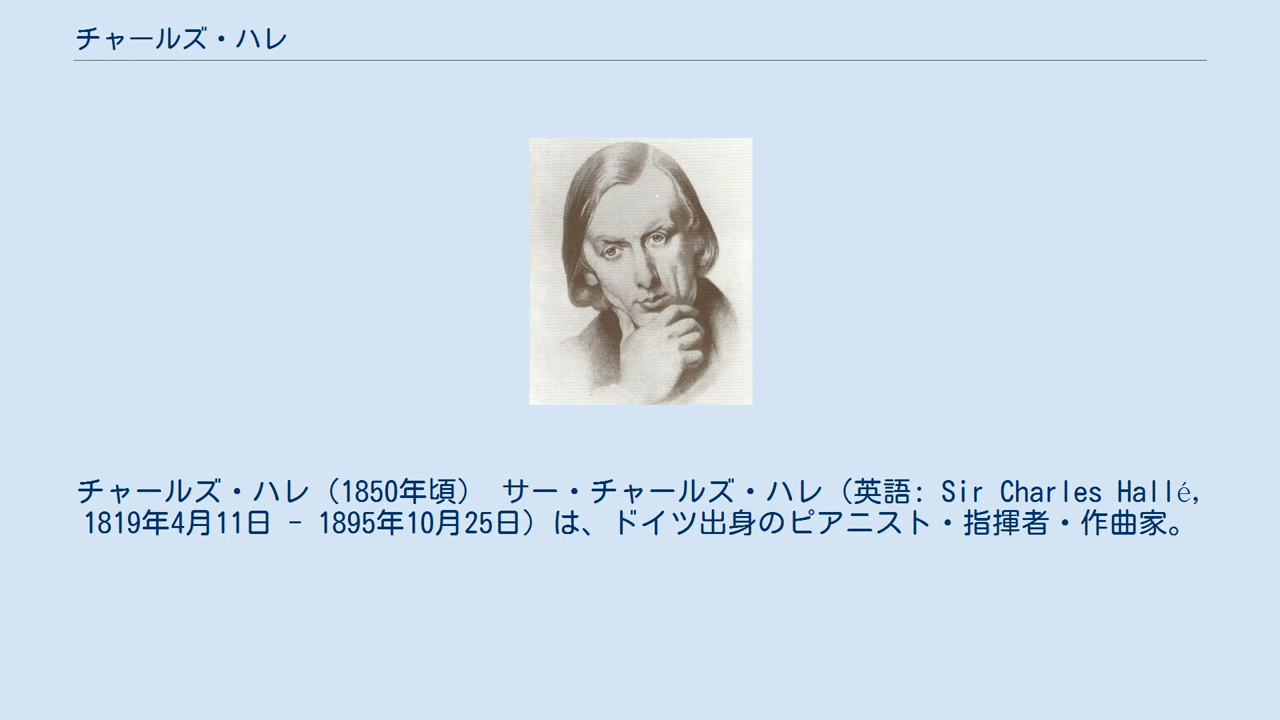 チャールズ・ハレ
チャールズ・ハレ（1850年頃） サー・チャールズ・ハレ（英語: Sir Charles Hallé,
1819年4月11日 - 1895年10月25日）は、ドイツ出身のピアニスト・指揮者・作曲家。